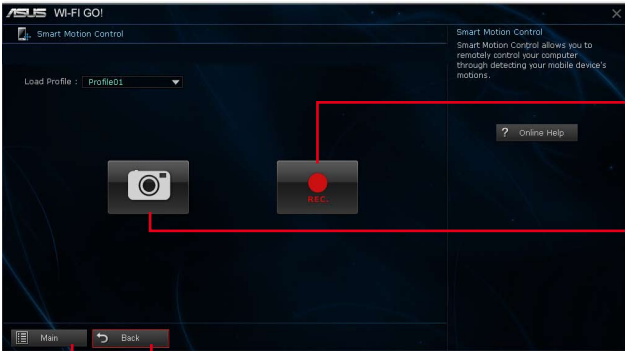 ASUS WI-FI GO!
Smart Motion Control
Load Profile : Profile01
REC.
Main
Back
Smart Motion Control
Smart Motion Control allows you to
remotely control your computer
through detecting your mobile device's
motions.
? Online Help